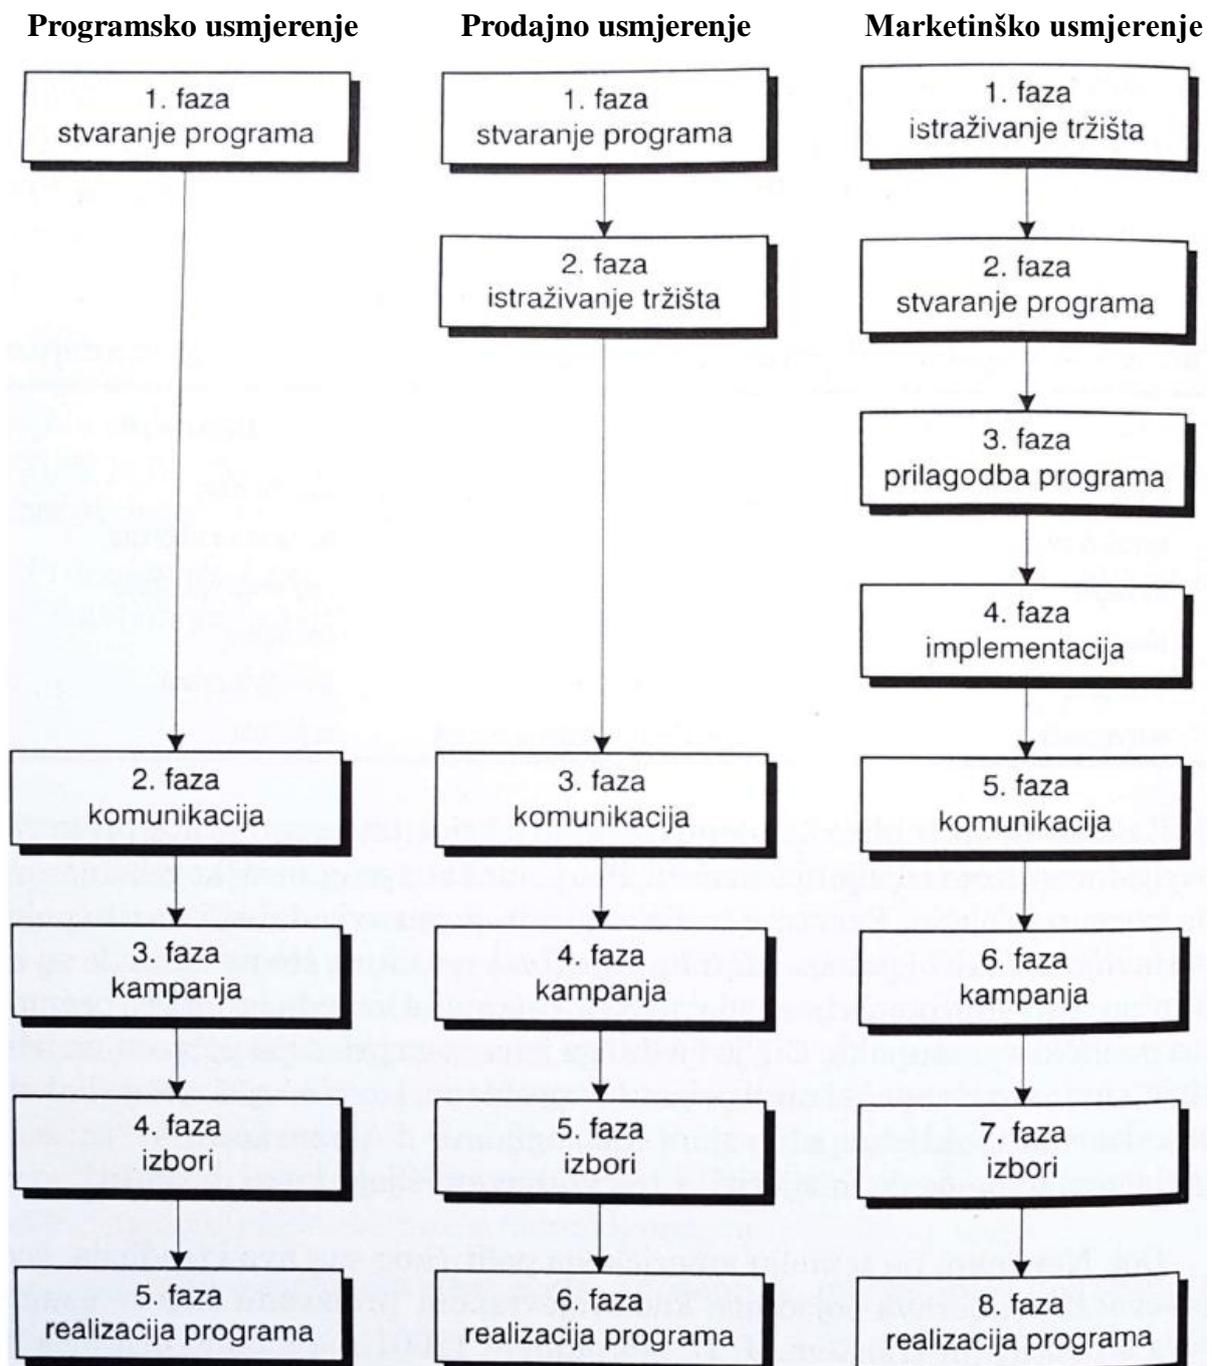 Programsko usmjerenje
1. faza
stvaranje programa
2. faza
komunikacija
3. faza
kampanja
4. faza
izbori
5. faza
realizacija programa
Prodajno usmjerenje
1. faza
stvaranje programa
2. faza
istraživanje tržišta
3. faza
komunikacija
4. faza
kampanja
5. faza
izbori
6. faza
realizacija programa
Marketinško usmjerenje
1. faza
istraživanje tržišta
2. faza
stvaranje programa
3. faza
prilagodba programa
4. faza
implementacija
5. faza
komunikacija
6. faza
kampanja
7. faza
izbori
8. faza
realizacija programa